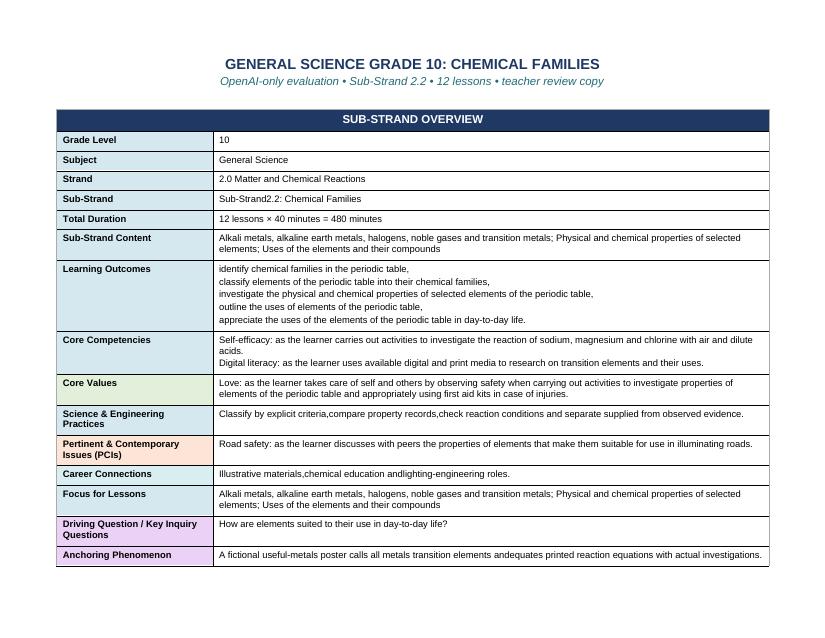 GENERAL SCIENCE GRADE 10: CHEMICAL FAMILIES
OpenAI-only evaluation • Sub-Strand 2.2 • 12 lessons • teacher review copy
SUB-STRAND OVERVIEW
Grade Level
10
Subject
General Science
Strand
2.0 Matter and Chemical Reactions
Sub-Strand
Sub-Strand2.2: Chemical Families
Total Duration
12 lessons × 40 minutes = 480 minutes
Sub-Strand Content
Alkali metals, alkaline earth metals, halogens, noble gases and transition metals; Physical and chemical properties of selected
elements; Uses of the elements and their compounds
Learning Outcomes
identify chemical families in the periodic table,
classify elements of the periodic table into their chemical families,
investigate the physical and chemical properties of selected elements of the periodic table,
outline the uses of elements of the periodic table,
appreciate the uses of the elements of the periodic table in day-to-day life.
Core Competencies
Self-efficacy: as the learner carries out activities to investigate the reaction of sodium, magnesium and chlorine with air and dilute
acids.
Digital literacy: as the learner uses available digital and print media to research on transition elements and their uses.
Core Values
Love: as the learner takes care of self and others by observing safety when carrying out activities to investigate properties of
elements of the periodic table and appropriately using first aid kits in case of injuries.
Science & Engineering
Practices
Classify by explicit criteria,compare property records,check reaction conditions and separate supplied from observed evidence.
Pertinent & Contemporary
Issues (PCIs)
Road safety: as the learner discusses with peers the properties of elements that make them suitable for use in illuminating roads.
Career Connections
Illustrative materials,chemical education andlighting-engineering roles.
Focus for Lessons
Alkali metals, alkaline earth metals, halogens, noble gases and transition metals; Physical and chemical properties of selected
elements; Uses of the elements and their compounds
Driving Question / Key Inquiry
Questions
How are elements suited to their use in day-to-day life?
Anchoring Phenomenon
A fictional useful-metals poster calls all metals transition elements andequates printed reaction equations with actual investigations.